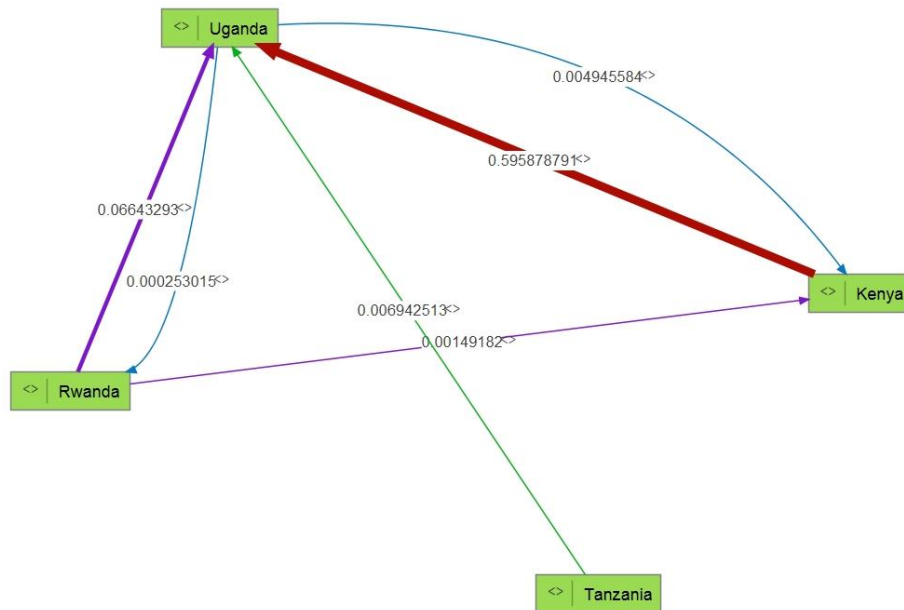 <> Uganda
0.004945584<>
0.595878791<>
0.06643293<>
0.000253015<>
<> Kenya
0.006942513<>
0.00149182<>
<> Rwanda
<> Tanzania